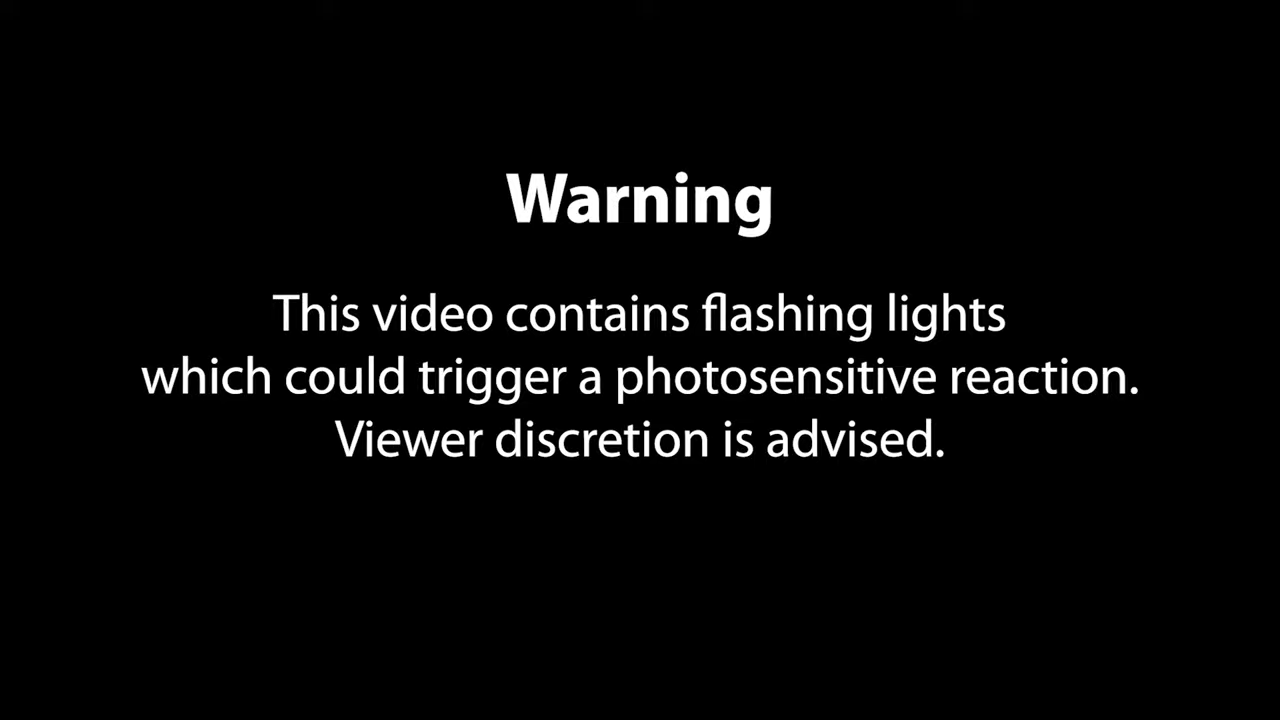 Warning
This video contains flashing lights
which could trigger a photosensitive reaction.
Viewer discretion is advised.